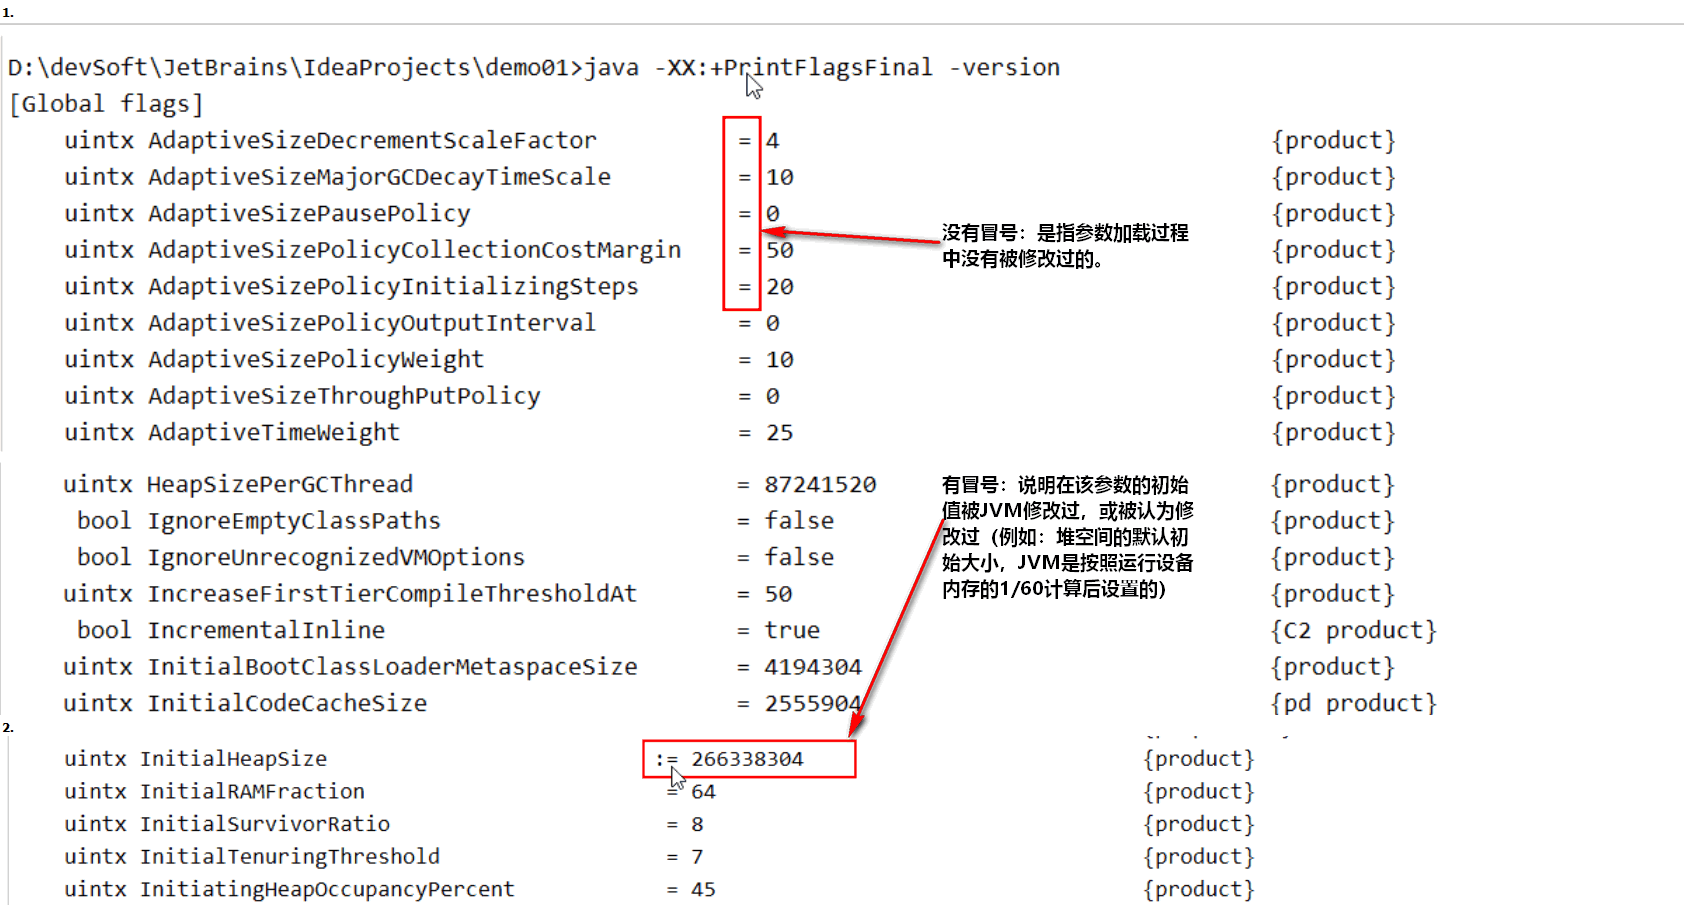 1.
D:\devSoft\JetBrains\IdeaProjects\demo01>java -XX:+PrintFlagsFinal -version
[Global flags]
uintx AdaptiveSizeDecrementScaleFactor = 4 {product}
uintx AdaptiveSizeMajorGCDecayTimeScale = 10 {product}
uintx AdaptiveSizePausePolicy = 0 {product}
uintx AdaptiveSizePolicyCollectionCostMargin = 50 {product}
uintx AdaptiveSizePolicyInitializingSteps = 20 {product}
uintx AdaptiveSizePolicyOutputInterval = 0 {product}
uintx AdaptiveSizePolicyWeight = 10 {product}
uintx AdaptiveSizeThroughPutPolicy = 0 {product}
uintx AdaptiveTimeWeight = 25 {product}
没有冒号：是指参数加载过程
中没有被修改过的。
uintx HeapSizePerGCThread = 87241520 {product}
bool IgnoreEmptyClassPaths = false {product}
bool IgnoreUnrecognizedVMOptions = false {product}
uintx IncreaseFirstTierCompileThresholdAt = 50 {product}
bool IncrementalInline = true {C2 product}
uintx InitialBootClassLoaderMetaspaceSize = 4194304 {product}
uintx InitialCodeCacheSize = 2555904 {pd product}
有冒号：说明在该参数的初始
值被JVM修改过，或被认为修
改过（例如：堆空间的默认初
始大小，JVM是按照运行设备
内存的1/60计算后设置的）
2.
uintx InitialHeapSize := 266338304 {product}
uintx InitialRAMFraction = 64 {product}
uintx InitialSurvivorRatio = 8 {product}
uintx InitialTenuringThreshold = 7 {product}
uintx InitiatingHeapOccupancyPercent = 45 {product}